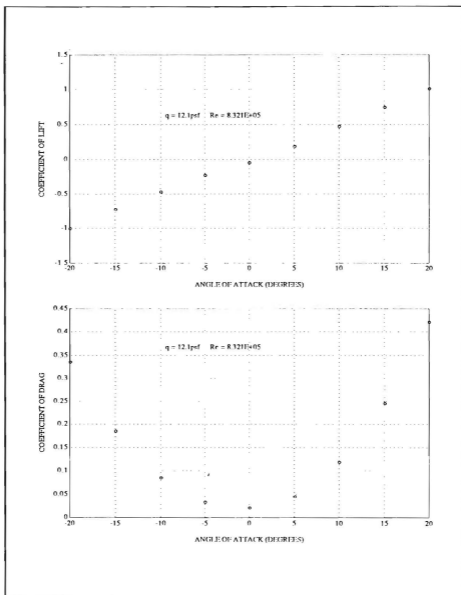 1.5
1
0.5
0
-0.5
-1
-1.5
COEFFICIENT OF LIFT
q = 12.1psf Re = 8.321E+05
-20 -15 -10 -5 0 5 10 15 20
ANGLE OF ATTACK (DEGREES)
0.45
0.4
0.35
0.3
0.25
0.2
0.15
0.1
0.05
0
COEFFICIENT OF DRAG
q = 12.1psf Re = 8.321E+05
-20 -15 -10 -5 0 5 10 15 20
ANGLE OF ATTACK (DEGREES)